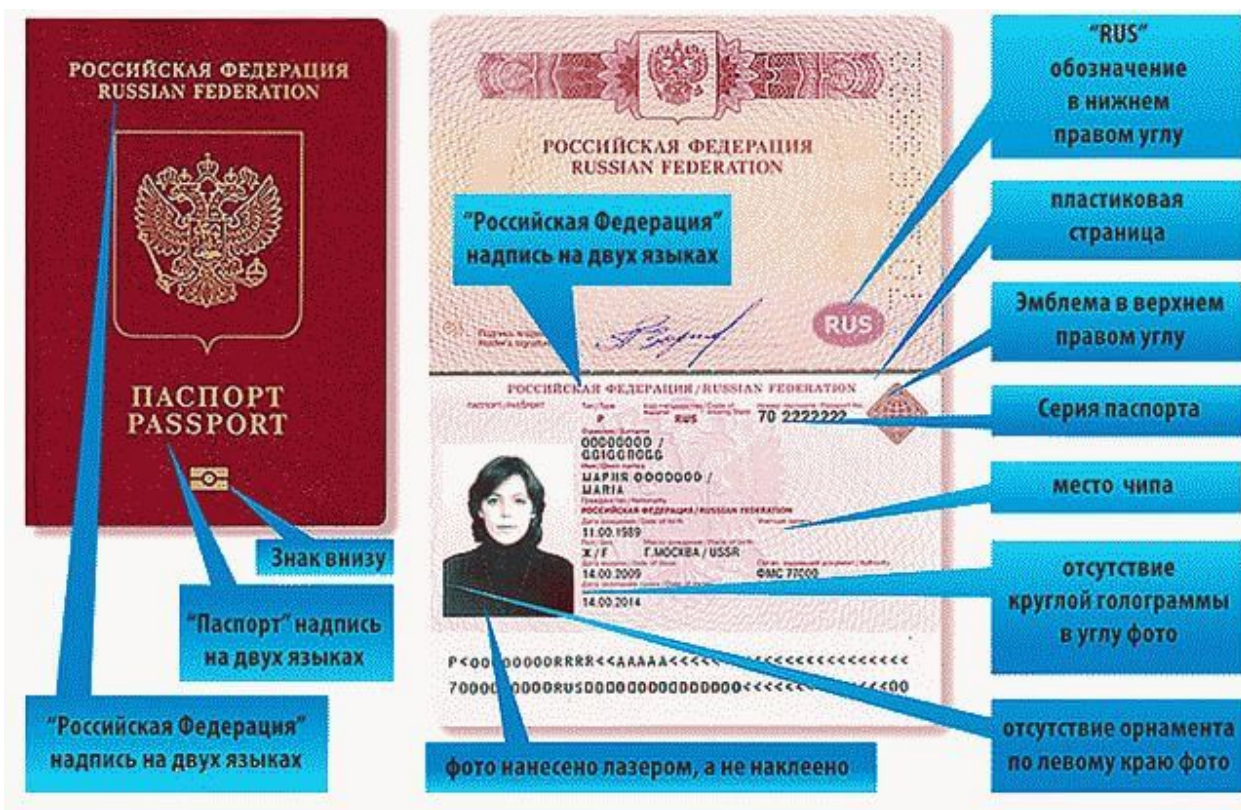 РОССИЙСКАЯ ФЕДЕРАЦИЯ
RUSSIAN FEDERATION
ПАСПОРТ
PASSPORT
Знак внизу
"Паспорт" надпись
на двух языках
"Российская Федерация"
надпись на двух языках
РОССИЙСКАЯ ФЕДЕРАЦИЯ
RUSSIAN FEDERATION
"Российская Федерация"
надпись на двух языках
RUS
РОССИЙСКАЯ ФЕДЕРАЦИЯ / RUSSIAN FEDERATION
P RUS 70 2222222
00000000 /
0000000 /
РОССИЙСКАЯ ФЕДЕРАЦИЯ / RUSSIAN FEDERATION
11.00.1989
Ж / F Г.МОСКВА / USSR
14.00.2009 ФМС 77000
14.00.2014
фото нанесено лазером, а не наклеено
"RUS"
обозначение
в нижнем
правом углу
пластиковая
страница
Эмблема в верхнем
правом углу
Серия паспорта
место чипа
отсутствие
круглой голограммы
в углу фото
отсутствие орнамента
по левому краю фото